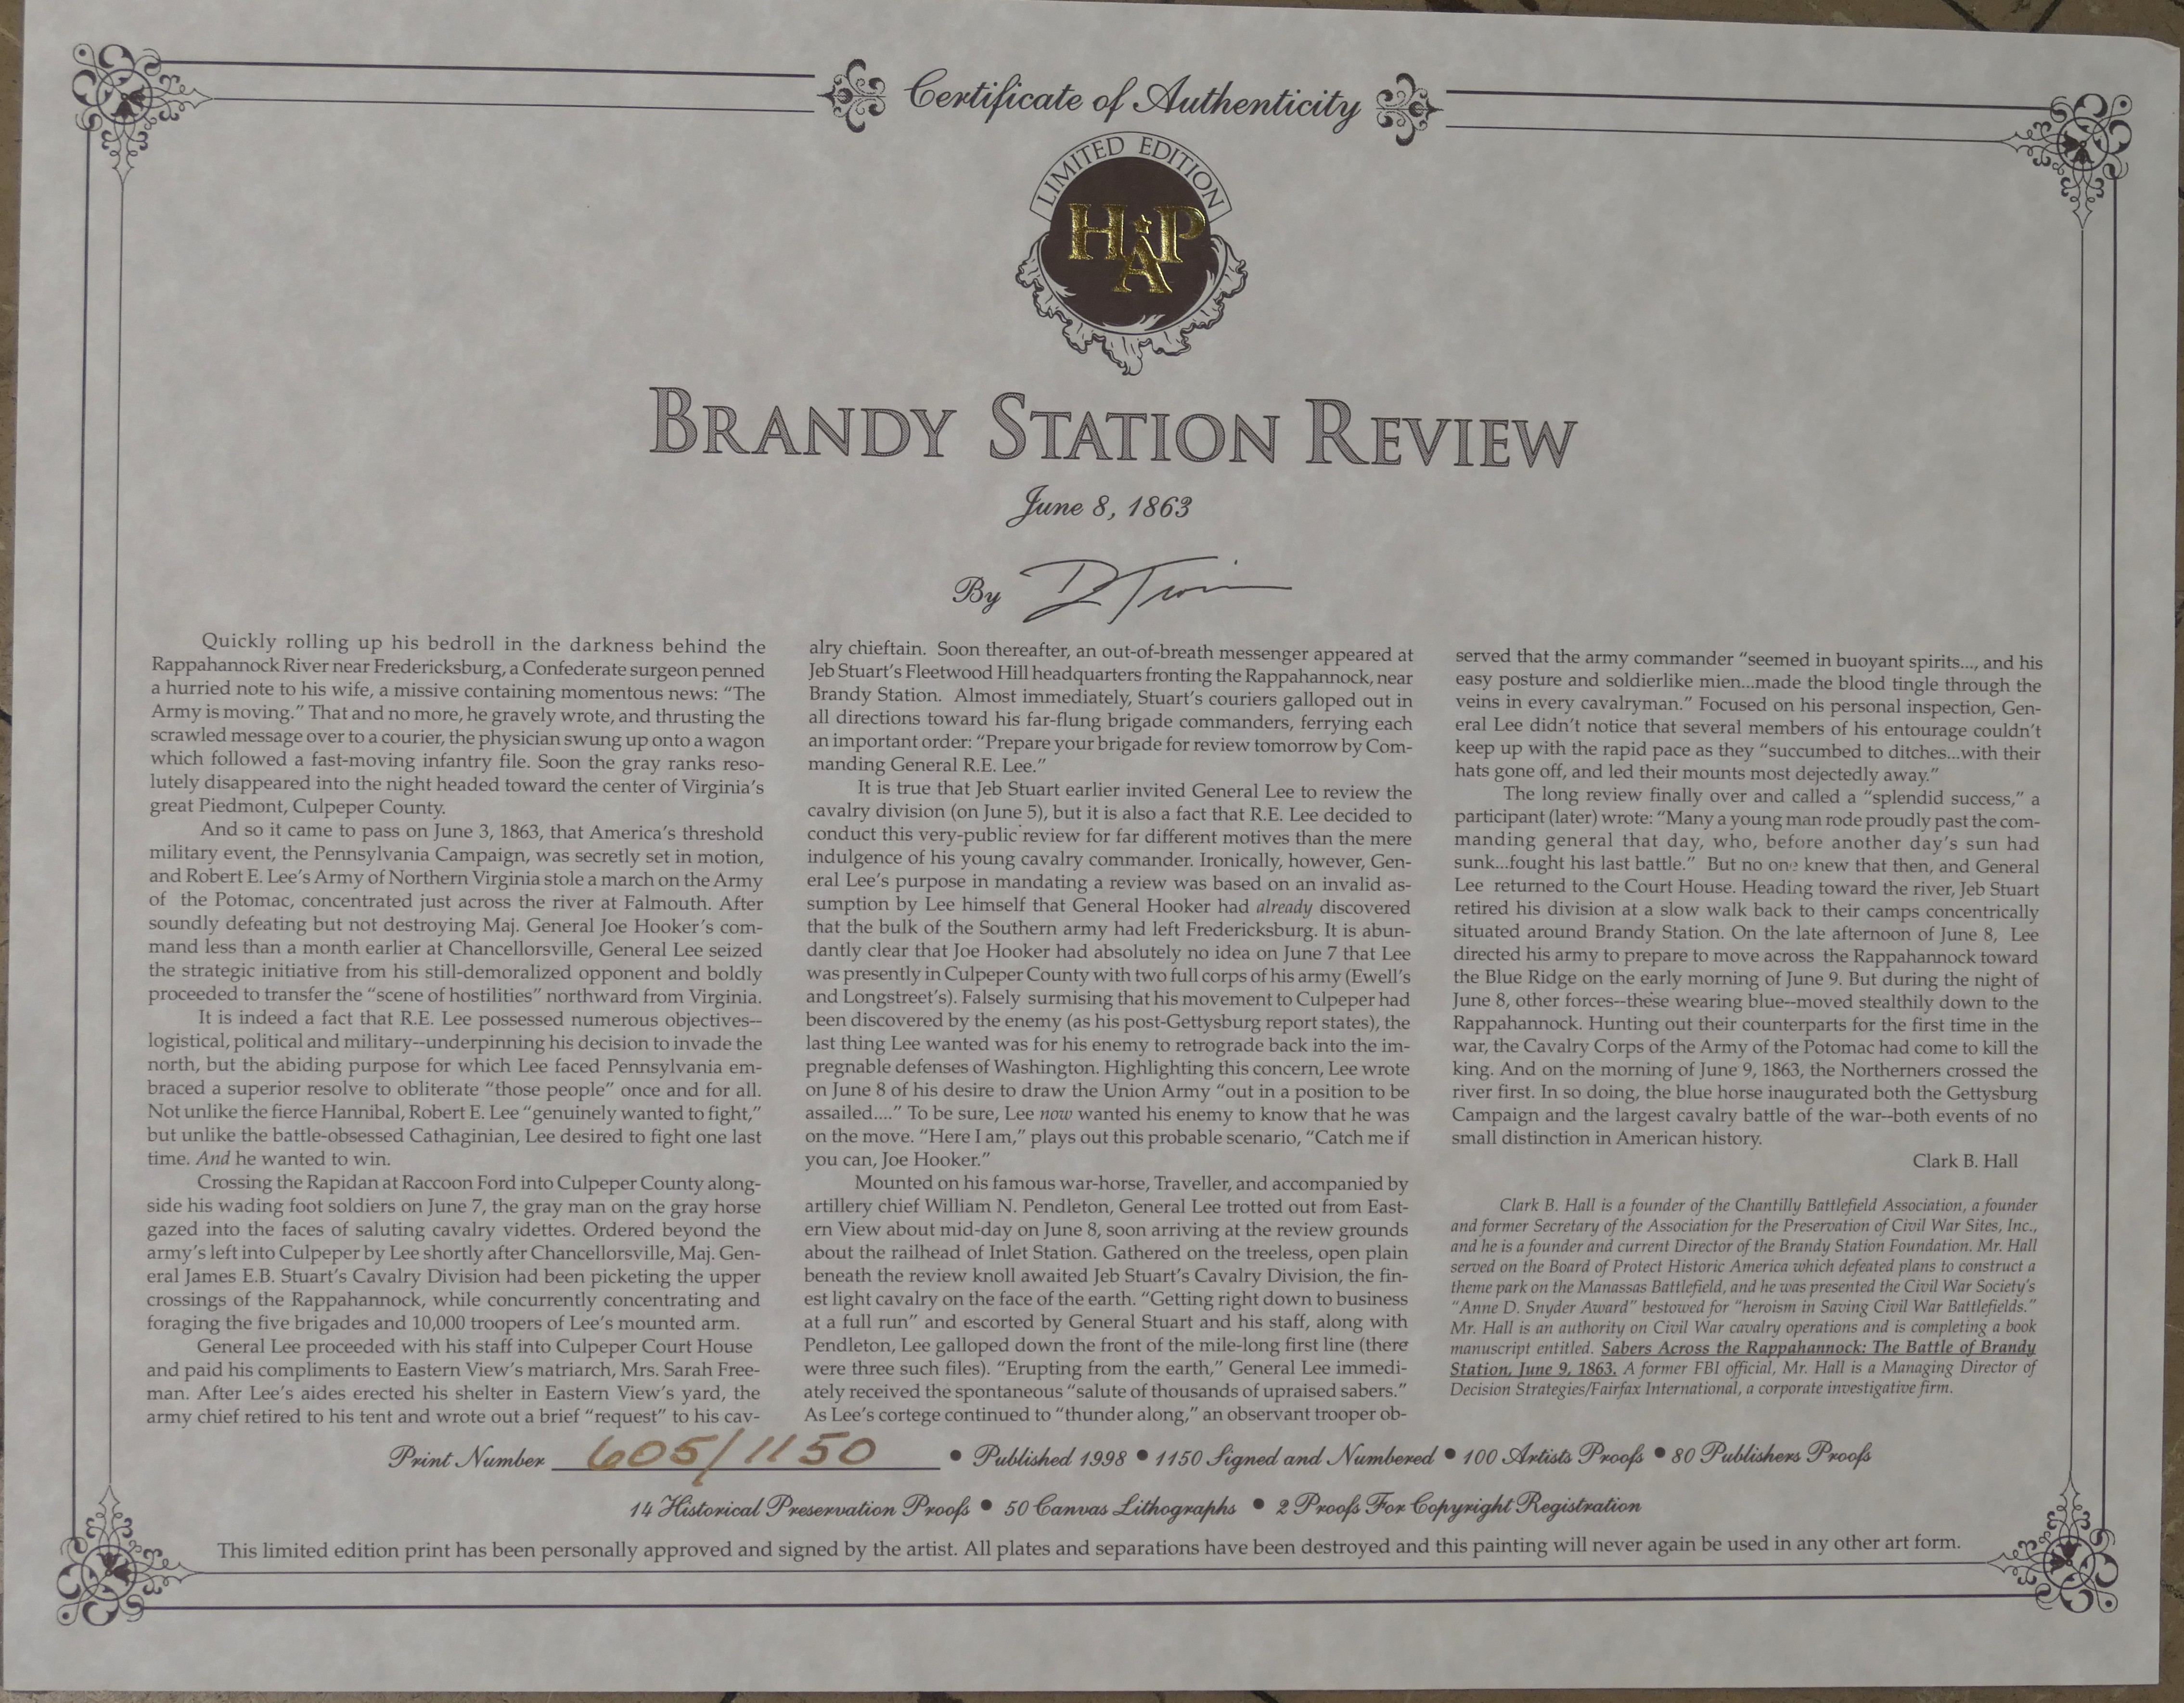 Certificate of Authenticity
LIMITED EDITION
HAP
BRANDY STATION REVIEW
June 8, 1863
By
Quickly rolling up his bedroll in the darkness behind the
Rappahannock River near Fredericksburg, a Confederate surgeon penned
a hurried note to his wife, a missive containing momentous news: “The
Army is moving.” That and no more, he gravely wrote, and thrusting the
scrawled message over to a courier, the physician swung up onto a wagon
which followed a fast-moving infantry file. Soon the gray ranks reso-
lutely disappeared into the night headed toward the center of Virginia’s
great Piedmont, Culpeper County.
And so it came to pass on June 3, 1863, that America’s threshold
military event, the Pennsylvania Campaign, was secretly set in motion,
and Robert E. Lee’s Army of Northern Virginia stole a march on the Army
of the Potomac, concentrated just across the river at Falmouth. After
soundly defeating but not destroying Maj. General Joe Hooker’s com-
mand less than a month earlier at Chancellorsville, General Lee seized
the strategic initiative from his still-demoralized opponent and boldly
proceeded to transfer the “scene of hostilities” northward from Virginia.
It is indeed a fact that R.E. Lee possessed numerous objectives--
logistical, political and military--underpinning his decision to invade the
north, but the abiding purpose for which Lee faced Pennsylvania em-
braced a superior resolve to obliterate “those people” once and for all.
Not unlike the fierce Hannibal, Robert E. Lee “genuinely wanted to fight,”
but unlike the battle-obsessed Cathaginian, Lee desired to fight one last
time. And he wanted to win.
Crossing the Rapidan at Raccoon Ford into Culpeper County along-
side his wading foot soldiers on June 7, the gray man on the gray horse
gazed into the faces of saluting cavalry videttes. Ordered beyond the
army’s left into Culpeper by Lee shortly after Chancellorsville, Maj. Gen-
eral James E.B. Stuart’s Cavalry Division had been picketing the upper
crossings of the Rappahannock, while concurrently concentrating and
foraging the five brigades and 10,000 troopers of Lee’s mounted arm.
General Lee proceeded with his staff into Culpeper Court House
and paid his compliments to Eastern View’s matriarch, Mrs. Sarah Free-
man. After Lee’s aides erected his shelter in Eastern View’s yard, the
army chief retired to his tent and wrote out a brief “request” to his cav-
alry chieftain. Soon thereafter, an out-of-breath messenger appeared at
Jeb Stuart’s Fleetwood Hill headquarters fronting the Rappahannock, near
Brandy Station. Almost immediately, Stuart’s couriers galloped out in
all directions toward his far-flung brigade commanders, ferrying each
an important order: “Prepare your brigade for review tomorrow by Com-
manding General R.E. Lee.”
It is true that Jeb Stuart earlier invited General Lee to review the
cavalry division (on June 5), but it is also a fact that R.E. Lee decided to
conduct this very-public review for far different motives than the mere
indulgence of his young cavalry commander. Ironically, however, Gen-
eral Lee’s purpose in mandating a review was based on an invalid as-
sumption by Lee himself that General Hooker had already discovered
that the bulk of the Southern army had left Fredericksburg. It is abun-
dantly clear that Joe Hooker had absolutely no idea on June 7 that Lee
was presently in Culpeper County with two full corps of his army (Ewell’s
and Longstreet’s). Falsely surmising that his movement to Culpeper had
been discovered by the enemy (as his post-Gettysburg report states), the
last thing Lee wanted was for his enemy to retrograde back into the im-
pregnable defenses of Washington. Highlighting this concern, Lee wrote
on June 8 of his desire to draw the Union Army “out in a position to be
assailed....” To be sure, Lee now wanted his enemy to know that he was
on the move. “Here I am,” plays out this probable scenario, “Catch me if
you can, Joe Hooker.”
Mounted on his famous war-horse, Traveller, and accompanied by
artillery chief William N. Pendleton, General Lee trotted out from East-
ern View about mid-day on June 8, soon arriving at the review grounds
about the railhead of Inlet Station. Gathered on the treeless, open plain
beneath the review knoll awaited Jeb Stuart’s Cavalry Division, the fin-
est light cavalry on the face of the earth. “Getting right down to business
at a full run” and escorted by General Stuart and his staff, along with
Pendleton, Lee galloped down the front of the mile-long first line (there
were three such files). “Erupting from the earth,” General Lee immedi-
ately received the spontaneous “salute of thousands of upraised sabers.”
As Lee’s cortege continued to “thunder along,” an observant trooper ob-
served that the army commander “seemed in buoyant spirits..., and his
easy posture and soldierlike mien...made the blood tingle through the
veins in every cavalryman.” Focused on his personal inspection, Gen-
eral Lee didn’t notice that several members of his entourage couldn’t
keep up with the rapid pace as they “succumbed to ditches...with their
hats gone off, and led their mounts most dejectedly away.”
The long review finally over and called a “splendid success,” a
participant (later) wrote: “Many a young man rode proudly past the com-
manding general that day, who, before another day’s sun had
sunk...fought his last battle.” But no one knew that then, and General
Lee returned to the Court House. Heading toward the river, Jeb Stuart
retired his division at a slow walk back to their camps concentrically
situated around Brandy Station. On the late afternoon of June 8, Lee
directed his army to prepare to move across the Rappahannock toward
the Blue Ridge on the early morning of June 9. But during the night of
June 8, other forces--these wearing blue--moved stealthily down to the
Rappahannock. Hunting out their counterparts for the first time in the
war, the Cavalry Corps of the Army of the Potomac had come to kill the
king. And on the morning of June 9, 1863, the Northerners crossed the
river first. In so doing, the blue horse inaugurated both the Gettysburg
Campaign and the largest cavalry battle of the war--both events of no
small distinction in American history.
Clark B. Hall
Clark B. Hall is a founder of the Chantilly Battlefield Association, a founder
and former Secretary of the Association for the Preservation of Civil War Sites, Inc.,
and he is a founder and current Director of the Brandy Station Foundation. Mr. Hall
served on the Board of Protect Historic America which defeated plans to construct a
theme park on the Manassas Battlefield, and he was presented the Civil War Society’s
“Anne D. Snyder Award” bestowed for “heroism in Saving Civil War Battlefields.”
Mr. Hall is an authority on Civil War cavalry operations and is completing a book
manuscript entitled. Sabers Across the Rappahannock: The Battle of Brandy
Station, June 9, 1863. A former FBI official, Mr. Hall is a Managing Director of
Decision Strategies/Fairfax International, a corporate investigative firm.
Print Number 605/1150 • Published 1998 • 1150 Signed and Numbered • 100 Artists Proofs • 80 Publishers Proofs
14 Historical Preservation Proofs • 50 Canvas Lithographs • 2 Proofs For Copyright Registration
This limited edition print has been personally approved and signed by the artist. All plates and separations have been destroyed and this painting will never again be used in any other art form.